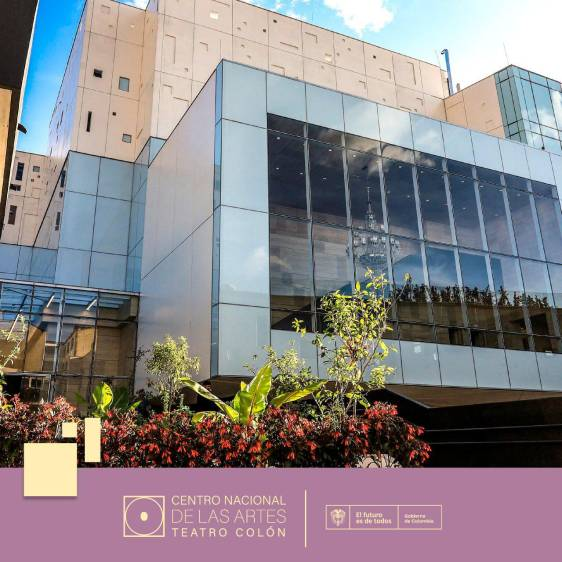 CENTRO NACIONAL
DE LAS ARTES
TEATRO COLÓN
El futuro
es de todos
Gobierno
de Colombia